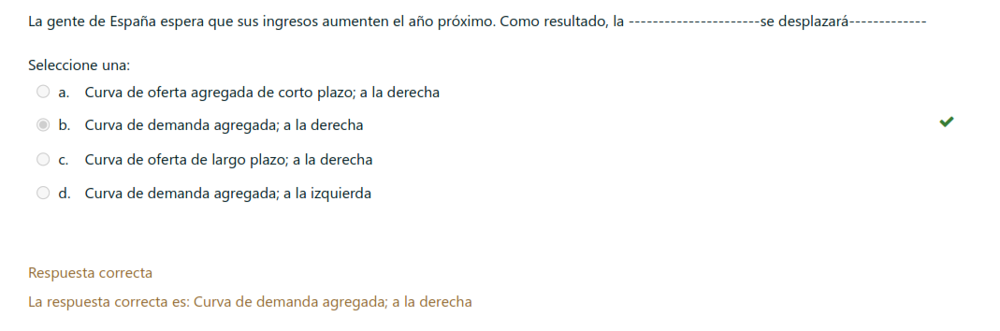 La gente de España espera que sus ingresos aumenten el año próximo. Como resultado, la ----------------------se desplazará-------------
Seleccione una:
a. Curva de oferta agregada de corto plazo; a la derecha
b. Curva de demanda agregada; a la derecha
c. Curva de oferta de largo plazo; a la derecha
d. Curva de demanda agregada; a la izquierda
Respuesta correcta
La respuesta correcta es: Curva de demanda agregada; a la derecha